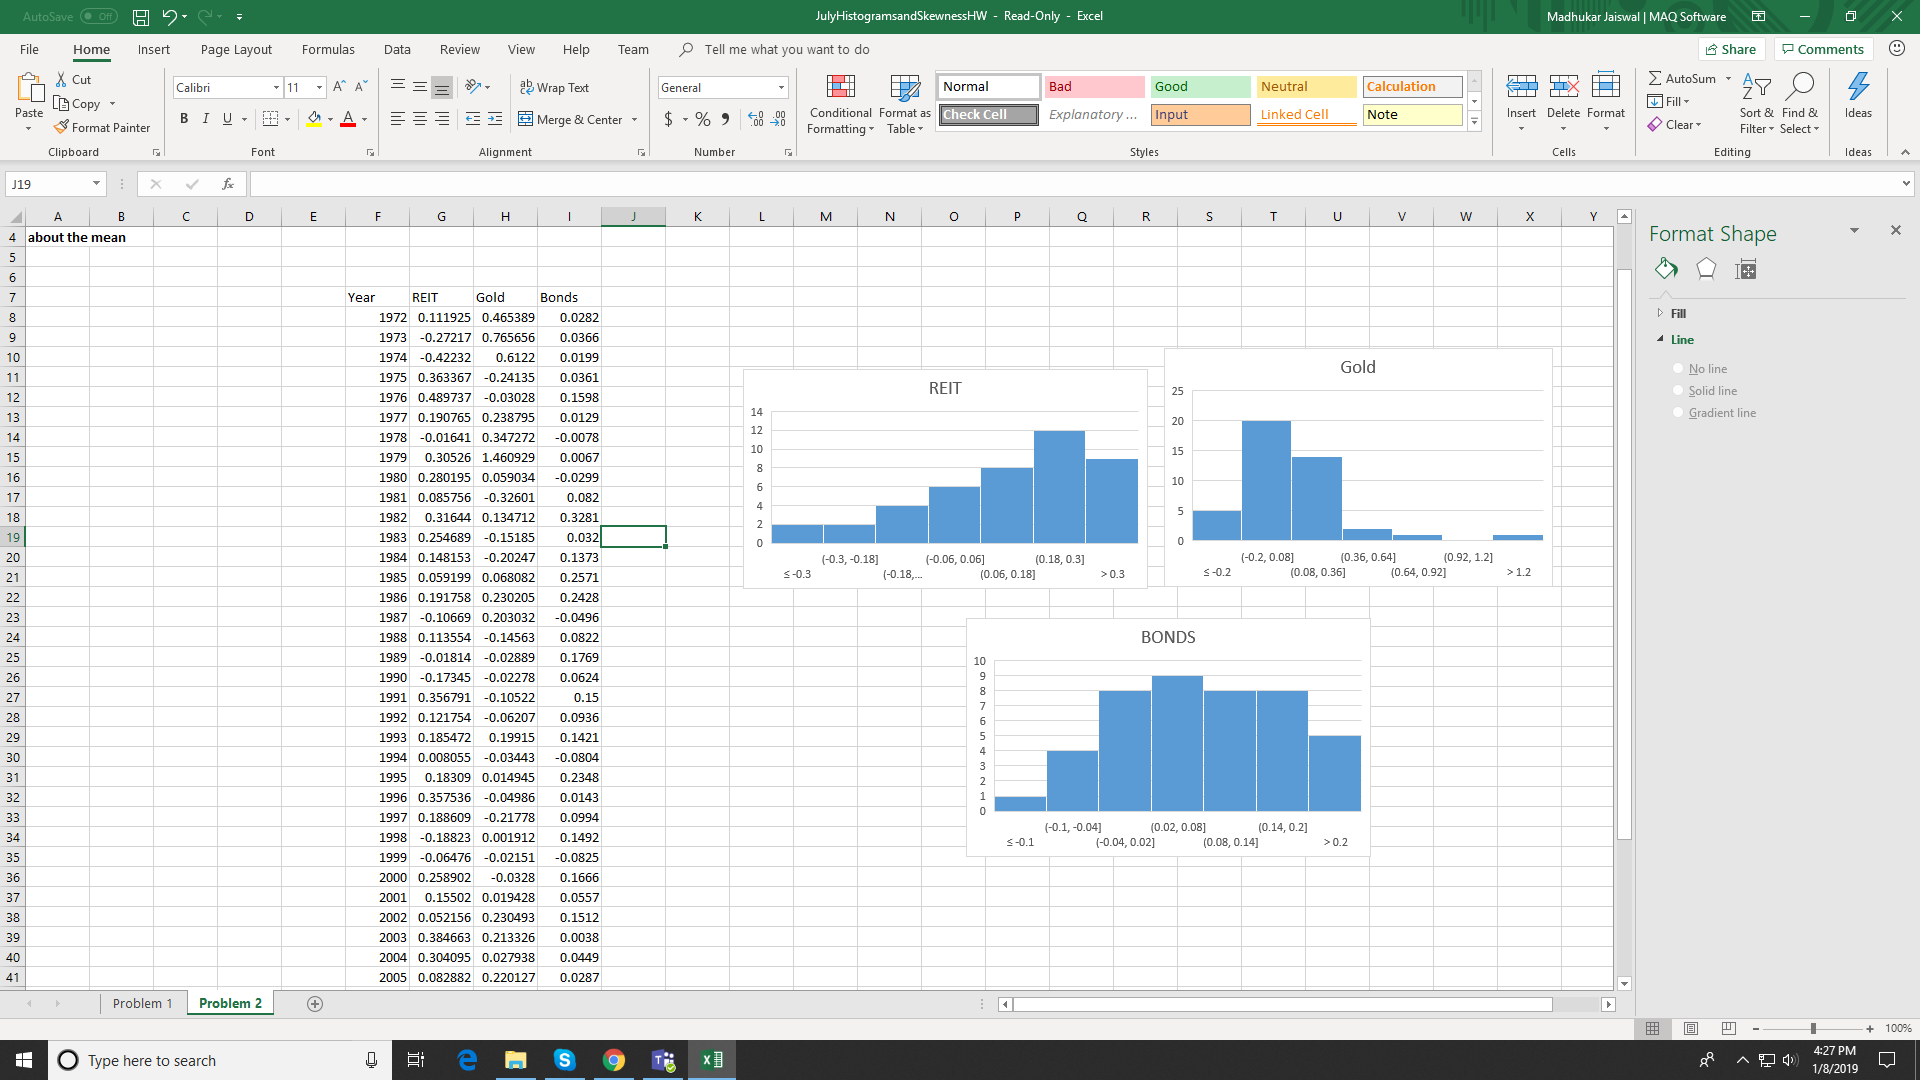 AutoSave Off JulyHistogramsandSkewnessHW - Read-Only - Excel Madhukar Jaiswal | MAQ Software
File Home Insert Page Layout Formulas Data Review View Help Team Tell me what you want to do Share Comments
Cut
Copy
Format Painter
Paste
Clipboard
Calibri 11
B I U
Font
Wrap Text
Merge & Center
Alignment
General
$ % 9
Number
Conditional Formatting
Format as Table
Normal Bad Good Neutral Calculation
Check Cell Explanatory ... Input Linked Cell Note
Styles
Insert Delete Format
Cells
AutoSum
Fill
Clear
Sort & Filter
Find & Select
Editing
Ideas
Ideas
J19 fx
A B C D E F G H I J K L M N O P Q R S T U V W X Y
4 about the mean
5
6
7 Year REIT Gold Bonds
8 1972 0.111925 0.465389 0.0282
9 1973 -0.27217 0.765656 0.0366
10 1974 -0.42232 0.6122 0.0199
11 1975 0.363367 -0.24135 0.0361
12 1976 0.489737 -0.03028 0.1598
13 1977 0.190765 0.238795 0.0129
14 1978 -0.01641 0.347272 -0.0078
15 1979 0.30526 1.460929 0.0067
16 1980 0.280195 0.059034 -0.0299
17 1981 0.085756 -0.32601 0.082
18 1982 0.31644 0.134712 0.3281
19 1983 0.254689 -0.15185 0.032
20 1984 0.148153 -0.20247 0.1373
21 1985 0.059199 0.068082 0.2571
22 1986 0.191758 0.230205 0.2428
23 1987 -0.10669 0.203032 -0.0496
24 1988 0.113554 -0.14563 0.0822
25 1989 -0.01814 -0.02889 0.1769
26 1990 -0.17345 -0.02278 0.0624
27 1991 0.356791 -0.10522 0.15
28 1992 0.121754 -0.06207 0.0936
29 1993 0.185472 0.19915 0.1421
30 1994 0.008055 -0.03443 -0.0804
31 1995 0.18309 0.014945 0.2348
32 1996 0.357536 -0.04986 0.0143
33 1997 0.188609 -0.21778 0.0994
34 1998 -0.18823 0.001912 0.1492
35 1999 -0.06476 -0.02151 -0.0825
36 2000 0.258902 -0.0328 0.1666
37 2001 0.15502 0.019428 0.0557
38 2002 0.052156 0.230493 0.1512
39 2003 0.384663 0.213326 0.0038
40 2004 0.304095 0.027938 0.0449
41 2005 0.082882 0.220127 0.0287
REIT
14
12
10
8
6
4
2
0
(-0.3, -0.18] (-0.06, 0.06] (0.18, 0.3]
≤ -0.3 (-0.18,... (0.06, 0.18] > 0.3
Gold
25
20
15
10
5
0
(-0.2, 0.08] (0.36, 0.64] (0.92, 1.2]
≤ -0.2 (0.08, 0.36] (0.64, 0.92] > 1.2
BONDS
10
9
8
7
6
5
4
3
2
1
0
(-0.1, -0.04] (0.02, 0.08] (0.14, 0.2]
≤ -0.1 (-0.04, 0.02] (0.08, 0.14] > 0.2
Format Shape
Fill
Line
No line
Solid line
Gradient line
Problem 1 Problem 2
100%
Type here to search
4:27 PM
1/8/2019